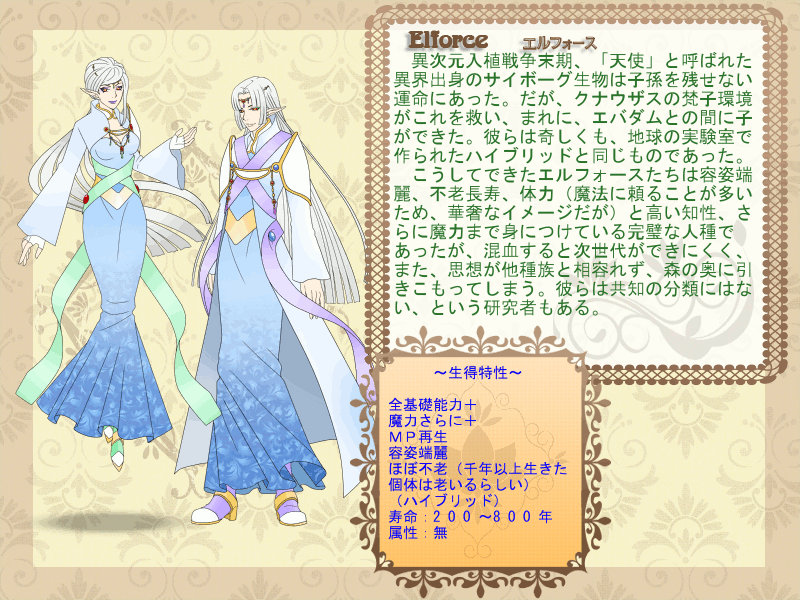 Elforce エルフォース
　異次元入植戦争末期、「天使」と呼ばれた
異界出身のサイボーグ生物は子孫を残せない
運命にあった。だが、クナウザスの梵子環境
がこれを救い、まれに、エバダムとの間に子
ができた。彼らは奇しくも、地球の実験室で
作られたハイブリッドと同じものであった。
　こうしてできたエルフォースたちは容姿端
麗、不老長寿、体力（魔法に頼ることが多い
ため、華奢なイメージだが）と高い知性、さ
らに魔力まで身につけている完璧な人種で
あったが、混血すると次世代ができにくく、
また、思想が他種族と相容れず、森の奥に引
きこもってしまう。彼らは共知の分類にはな
い、という研究者もある。
～生得特性～
全基礎能力＋
魔力さらに＋
ＭＰ再生
容姿端麗
ほぼ不老（千年以上生きた
個体は老いるらしい）
（ハイブリッド）
寿命：２００～８００年
属性：無